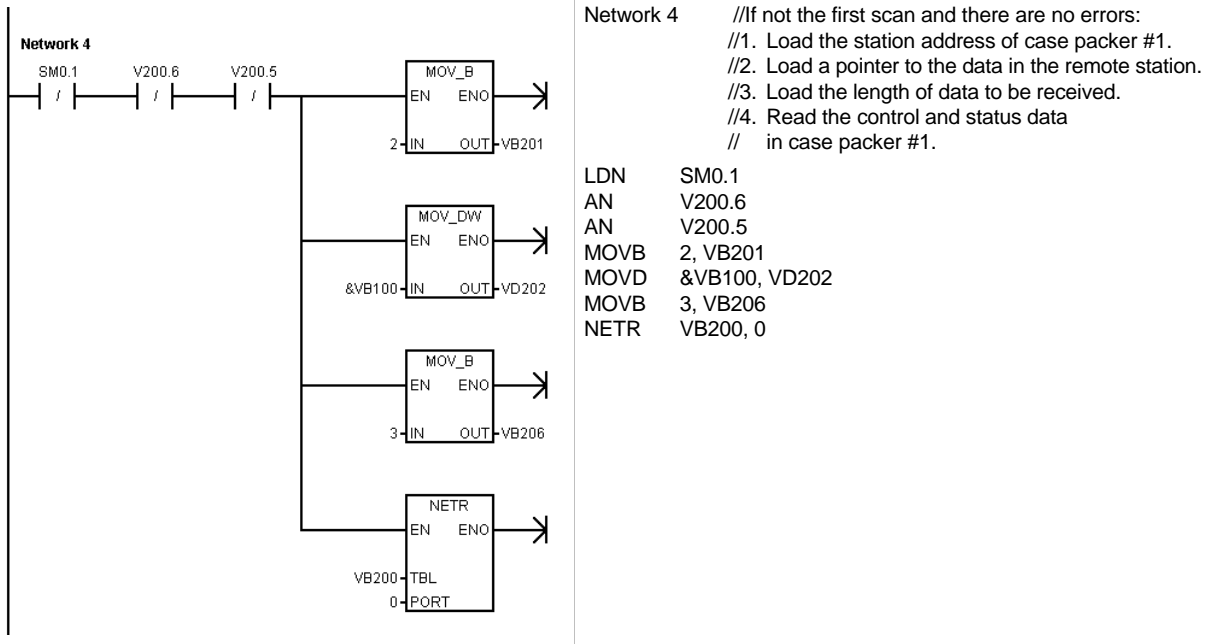 Network 4
SM0.1 V200.6 V200.5
/ / /
MOV_B
EN ENO
2 IN OUT VB201
MOV_DW
EN ENO
&VB100 IN OUT VD202
MOV_B
EN ENO
3 IN OUT VB206
NETR
EN ENO
VB200 TBL
0 PORT
Network 4 //If not the first scan and there are no errors:
//1. Load the station address of case packer #1.
//2. Load a pointer to the data in the remote station.
//3. Load the length of data to be received.
//4. Read the control and status data
// in case packer #1.
LDN SM0.1
AN V200.6
AN V200.5
MOVB 2, VB201
MOVD &VB100, VD202
MOVB 3, VB206
NETR VB200, 0